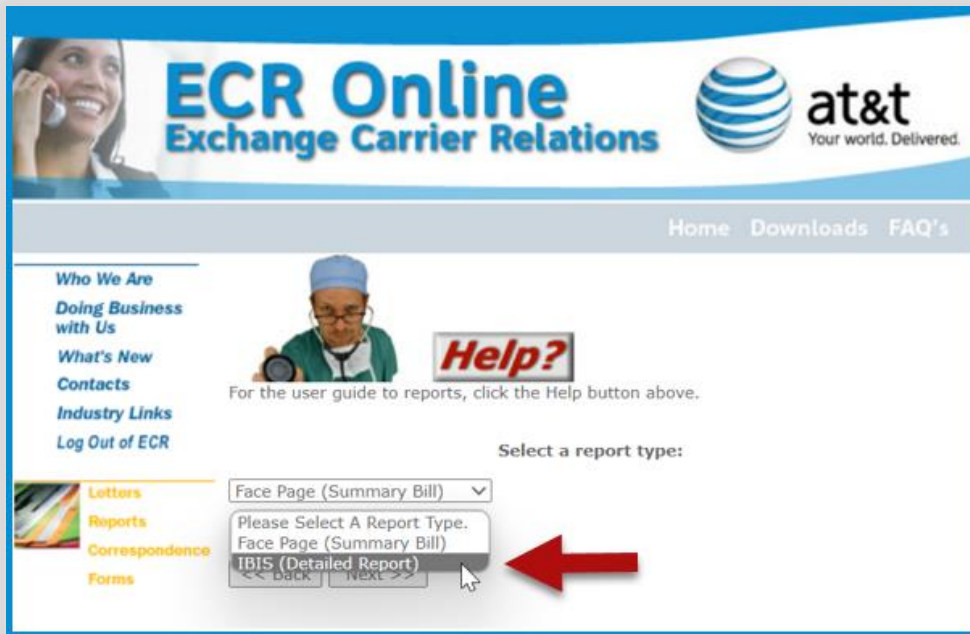 ECR Online
Exchange Carrier Relations
at&t
Your world. Delivered.
Home Downloads FAQ's
Who We Are
Doing Business
with Us
What's New
Contacts
Industry Links
Log Out of ECR
Help?
For the user guide to reports, click the Help button above.
Select a report type:
Letters
Reports
Correspondence
Forms
Face Page (Summary Bill)
Please Select A Report Type.
Face Page (Summary Bill)
IBIS (Detailed Report)
<< Back Next >>